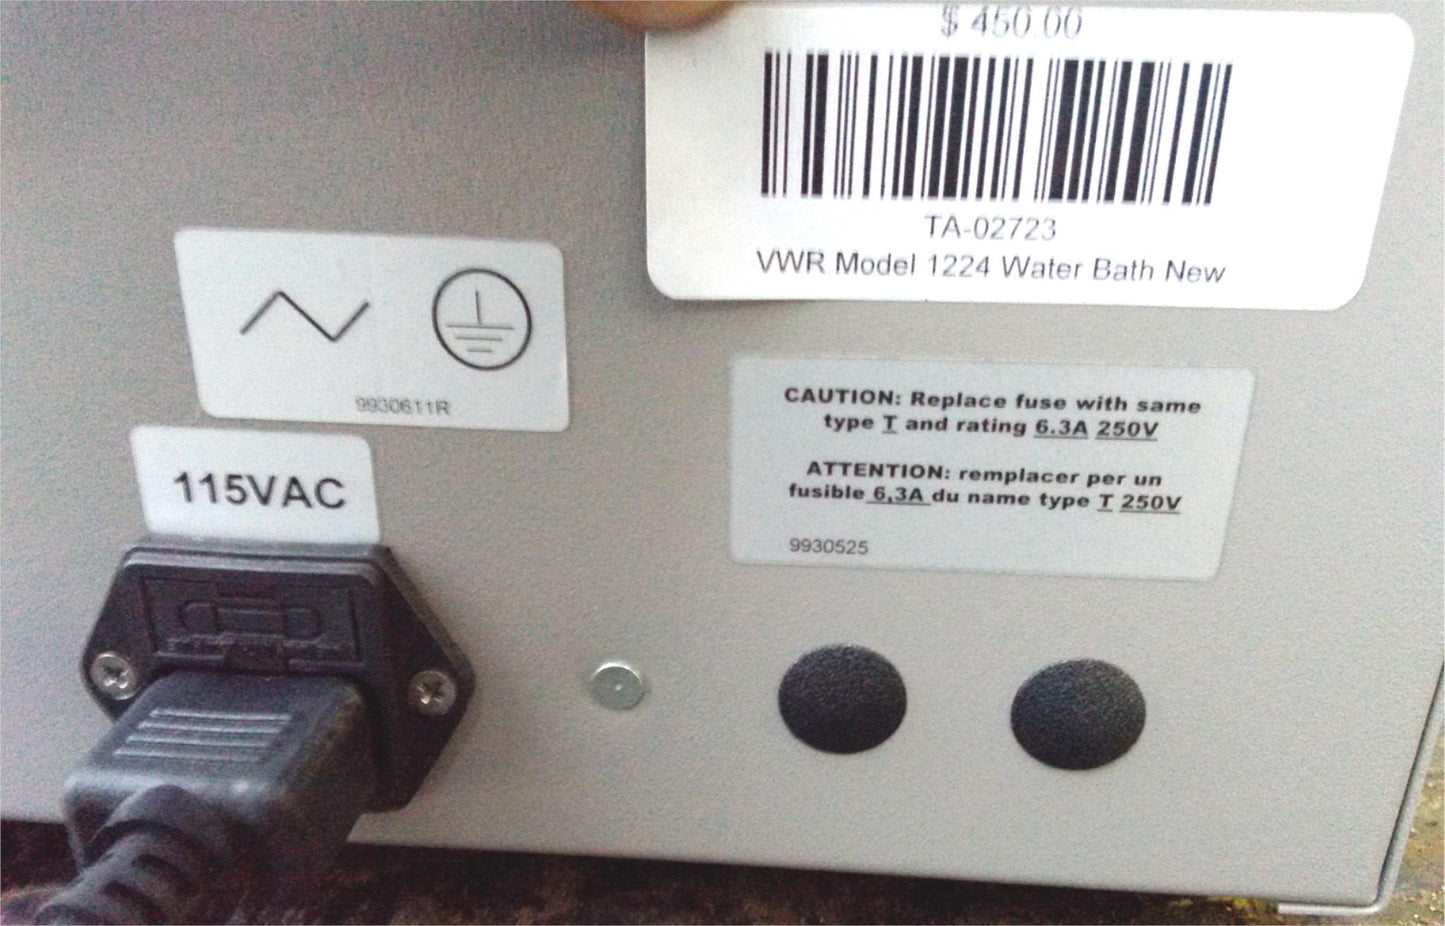 $ 450.00
TA-02723
VWR Model 1224 Water Bath New
9930611R
115VAC
CAUTION: Replace fuse with same
type T and rating 6.3A 250V
ATTENTION: remplacer per un
fusible 6,3A du name type T 250V
9930525